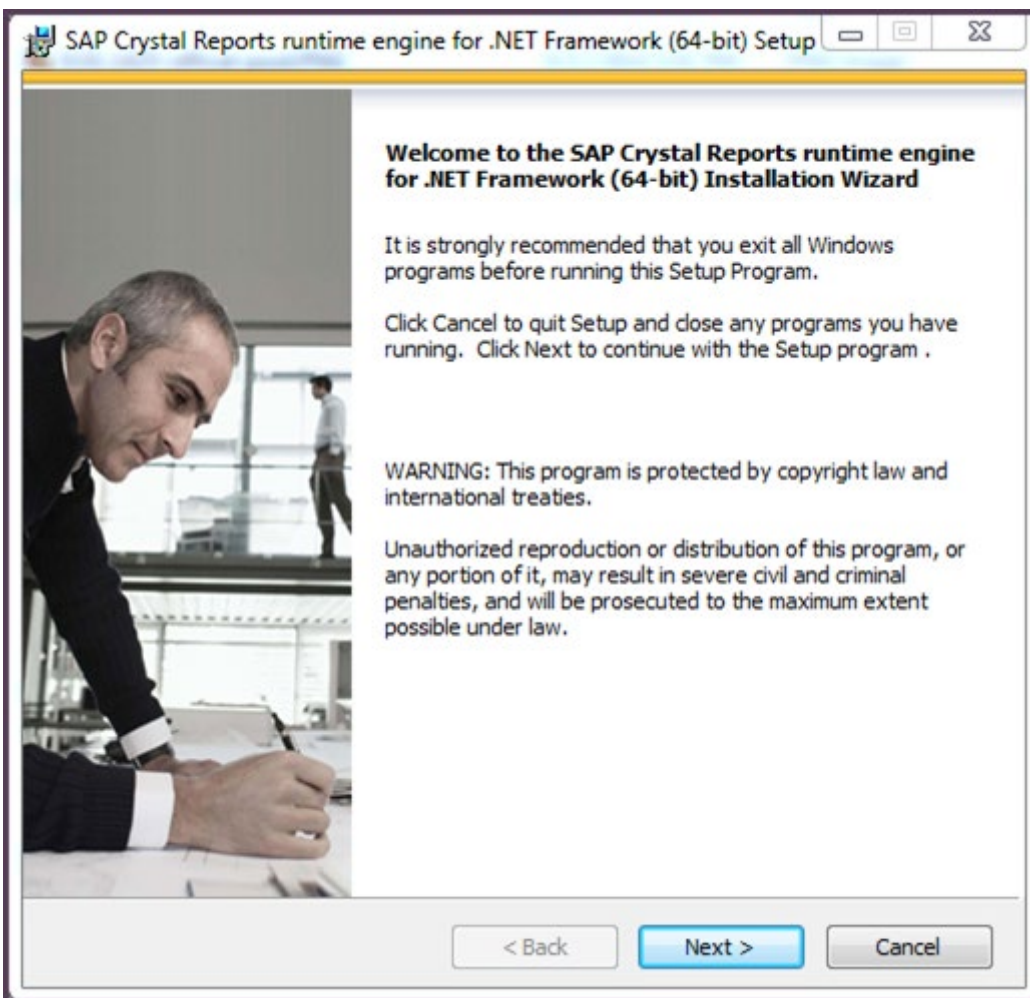 SAP Crystal Reports runtime engine for .NET Framework (64-bit) Setup
Welcome to the SAP Crystal Reports runtime engine
for .NET Framework (64-bit) Installation Wizard
It is strongly recommended that you exit all Windows
programs before running this Setup Program.
Click Cancel to quit Setup and close any programs you have
running. Click Next to continue with the Setup program .
WARNING: This program is protected by copyright law and
international treaties.
Unauthorized reproduction or distribution of this program, or
any portion of it, may result in severe civil and criminal
penalties, and will be prosecuted to the maximum extent
possible under law.
< Back Next > Cancel